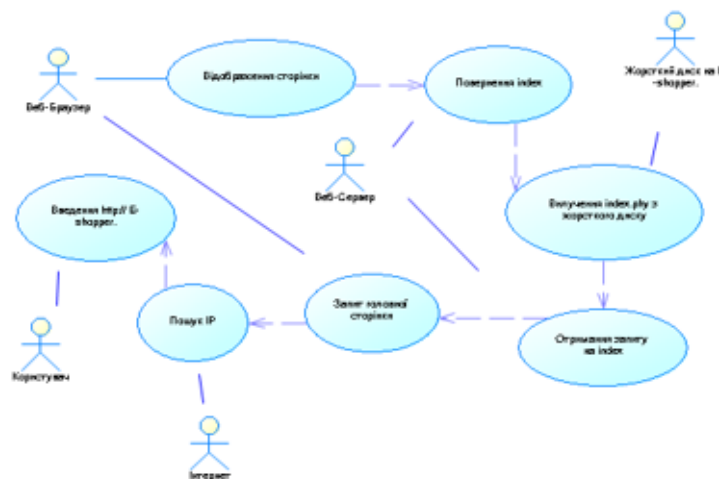 Відображення сторінки
Повернення index
Жорсткий диск на
-shopper.
Веб-Браузер
Веб-Сервер
Введення http:// E-
shopper.
Вилучення index.php з
жорсткого диску
Пошук IP
Запит головної
сторінки
Отримання запиту
на index
Користувач
Інтернет